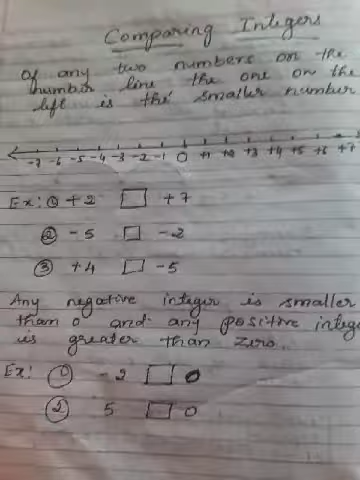 Comparing Integers
Of any two numbers on the
number line the one on the
left is the smaller number
-7 -6 -5 -4 -3 -2 -1 0 +1 +2 +3 +4 +5 +6 +7
Ex: ① +2 □ +7
② -5 □ -2
③ +4 □ -5
Any negative integer is smaller
than 0 and any positive intege
is greater than zero.
Ex: ① -2 □ 0
② 5 □ 0